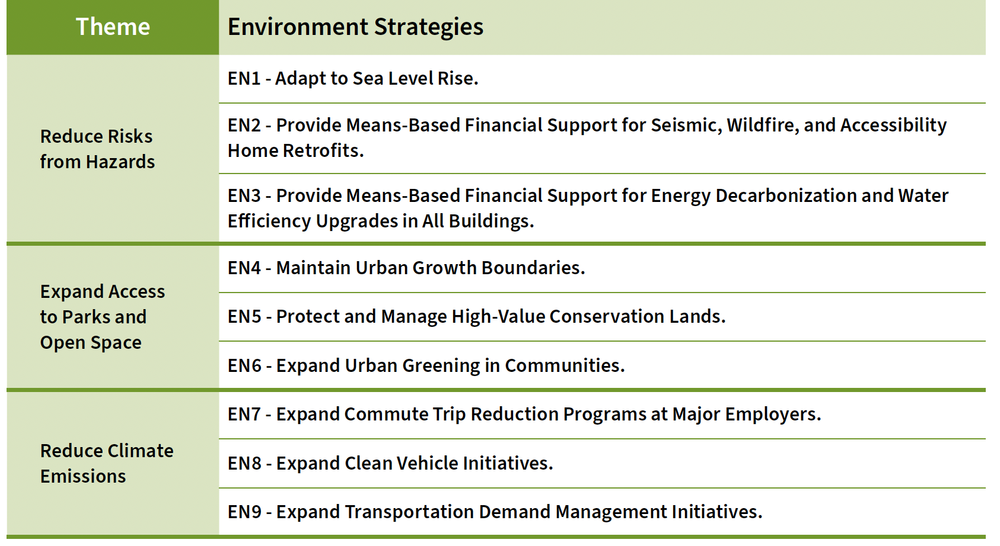 Theme
Environment Strategies
Reduce Risks
from Hazards
EN1 - Adapt to Sea Level Rise.
EN2 - Provide Means-Based Financial Support for Seismic, Wildfire, and Accessibility
Home Retrofits.
EN3 - Provide Means-Based Financial Support for Energy Decarbonization and Water
Efficiency Upgrades in All Buildings.
Expand Access
to Parks and
Open Space
EN4 - Maintain Urban Growth Boundaries.
EN5 - Protect and Manage High-Value Conservation Lands.
EN6 - Expand Urban Greening in Communities.
Reduce Climate
Emissions
EN7 - Expand Commute Trip Reduction Programs at Major Employers.
EN8 - Expand Clean Vehicle Initiatives.
EN9 - Expand Transportation Demand Management Initiatives.